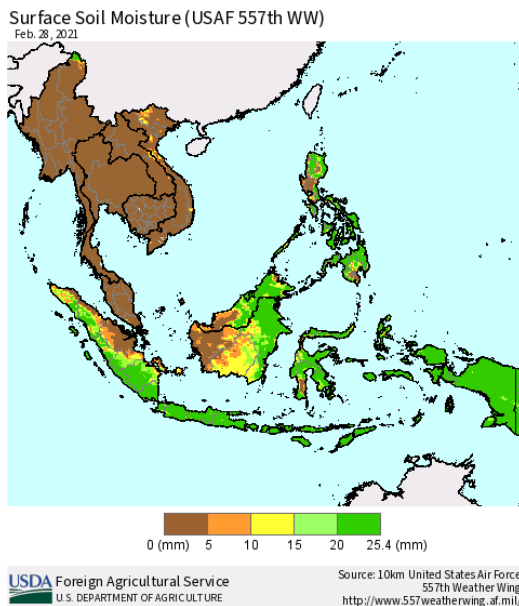 Surface Soil Moisture (USAF 557th WW)
Feb. 28, 2021
0 (mm) 5 10 15 20 25.4 (mm)
USDA Foreign Agricultural Service
U.S. DEPARTMENT OF AGRICULTURE
Source: 10km United States Air Force
557th Weather Wing
http://www.557weatherwing.af.mil